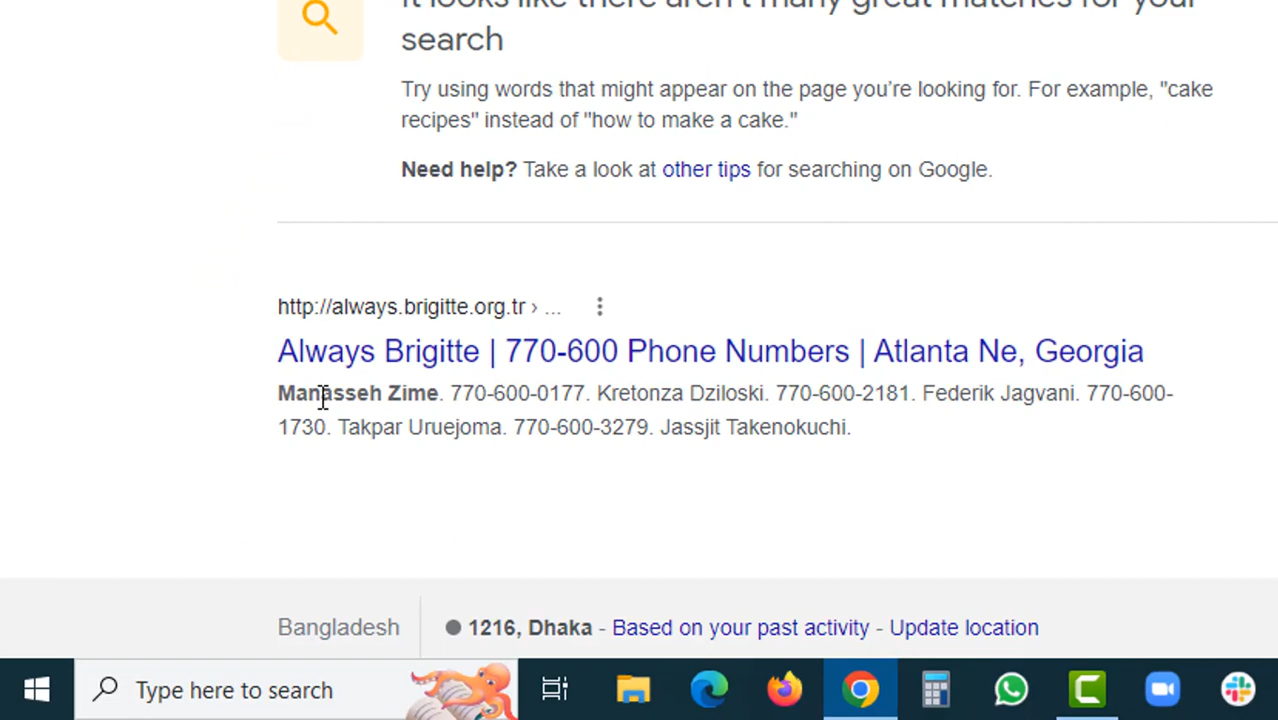 It looks like there aren't many great matches for your
search
Try using words that might appear on the page you're looking for. For example, "cake
recipes" instead of "how to make a cake."
Need help? Take a look at other tips for searching on Google.
http://always.brigitte.org.tr › ...
Always Brigitte | 770-600 Phone Numbers | Atlanta Ne, Georgia
Manasseh Zime. 770-600-0177. Kretonza Dziloski. 770-600-2181. Federik Jagvani. 770-600-
1730. Takpar Uruejoma. 770-600-3279. Jassjit Takenokuchi.
Bangladesh
1216, Dhaka - Based on your past activity - Update location
Type here to search